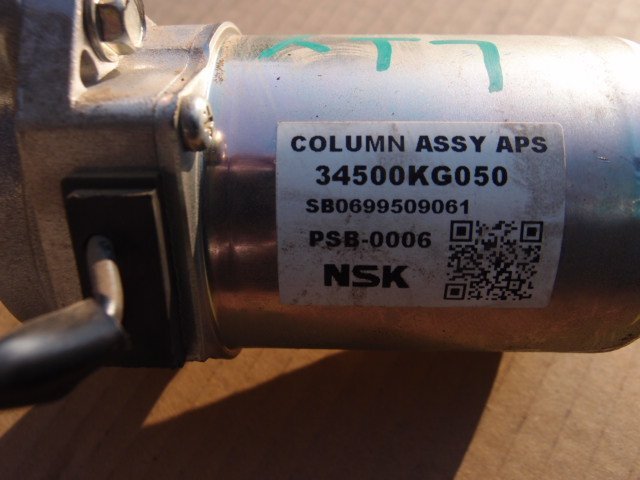 COLUMN ASSY APS
34500KG050
SB0699509061
PSB-0006
NSK